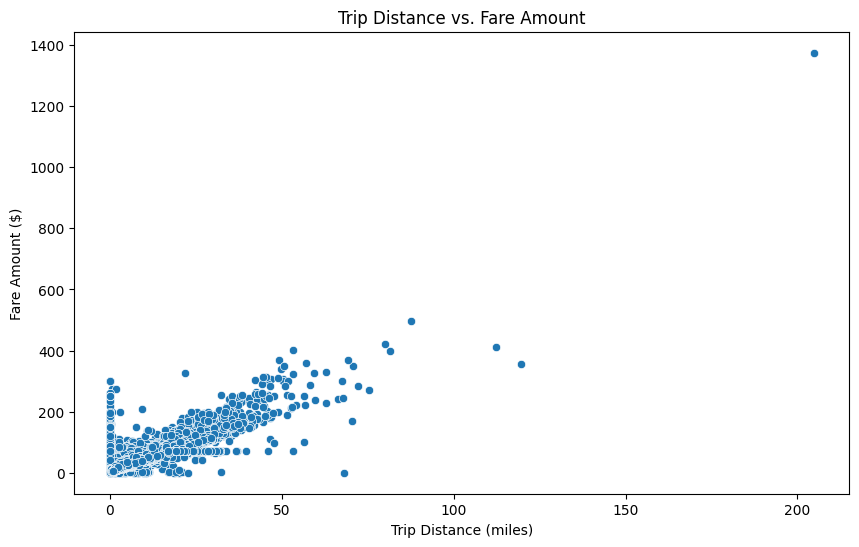 Trip Distance vs. Fare Amount
1400
1200
1000
800
600
400
200
0
Fare Amount ($)
0 50 100 150 200
Trip Distance (miles)